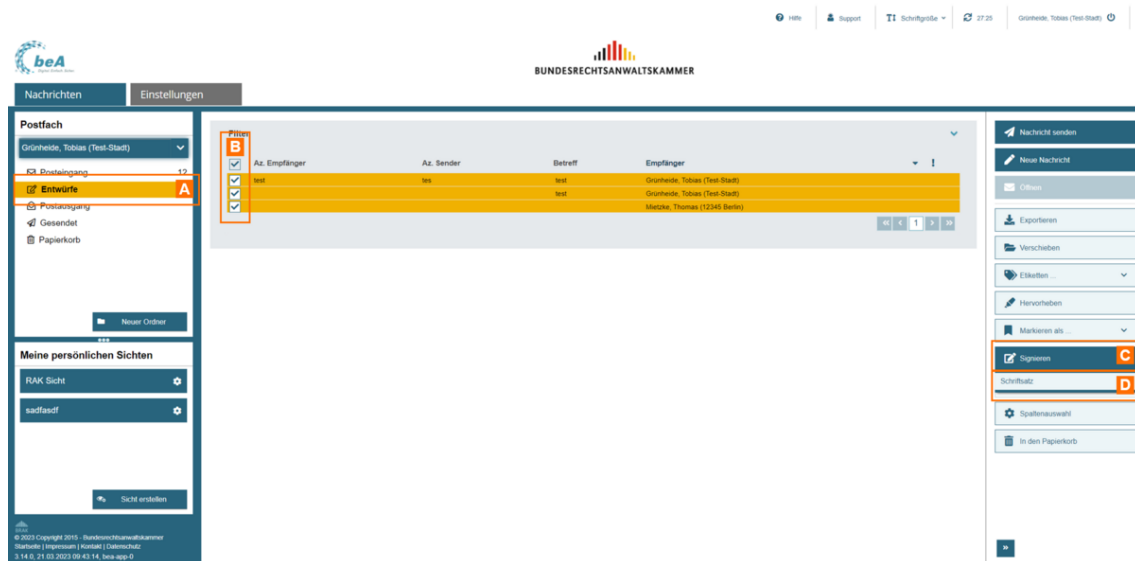 Hilfe
Support
Schriftgröße
27:25
Grünheide, Tobias (Test-Stadt)
beA
BUNDESRECHTSANWALTSKAMMER
Nachrichten
Einstellungen
Postfach
Grünheide, Tobias (Test-Stadt)
Posteingang 12
Entwürfe A
Postausgang
Gesendet
Papierkorb
Neuer Ordner
Meine persönlichen Sichten
RAK Sicht
sadfasdf
Sicht erstellen
BRAK
© 2023 Copyright 2015 - Bundesrechtsanwaltskammer
Startseite | Impressum | Kontakt | Datenschutz
3.14.0, 21.03.2023 09:43:14, bea-app-0
Filter
B
Az. Empfänger Az. Sender Betreff Empfänger !
test tes test Grünheide, Tobias (Test-Stadt)
test Grünheide, Tobias (Test-Stadt)
Mietzke, Thomas (12345 Berlin)
« < 1 > »
Nachricht senden
Neue Nachricht
Öffnen
Exportieren
Verschieben
Etiketten ...
Hervorheben
Markieren als ...
Signieren C
Schriftsatz D
Spaltenauswahl
In den Papierkorb
»